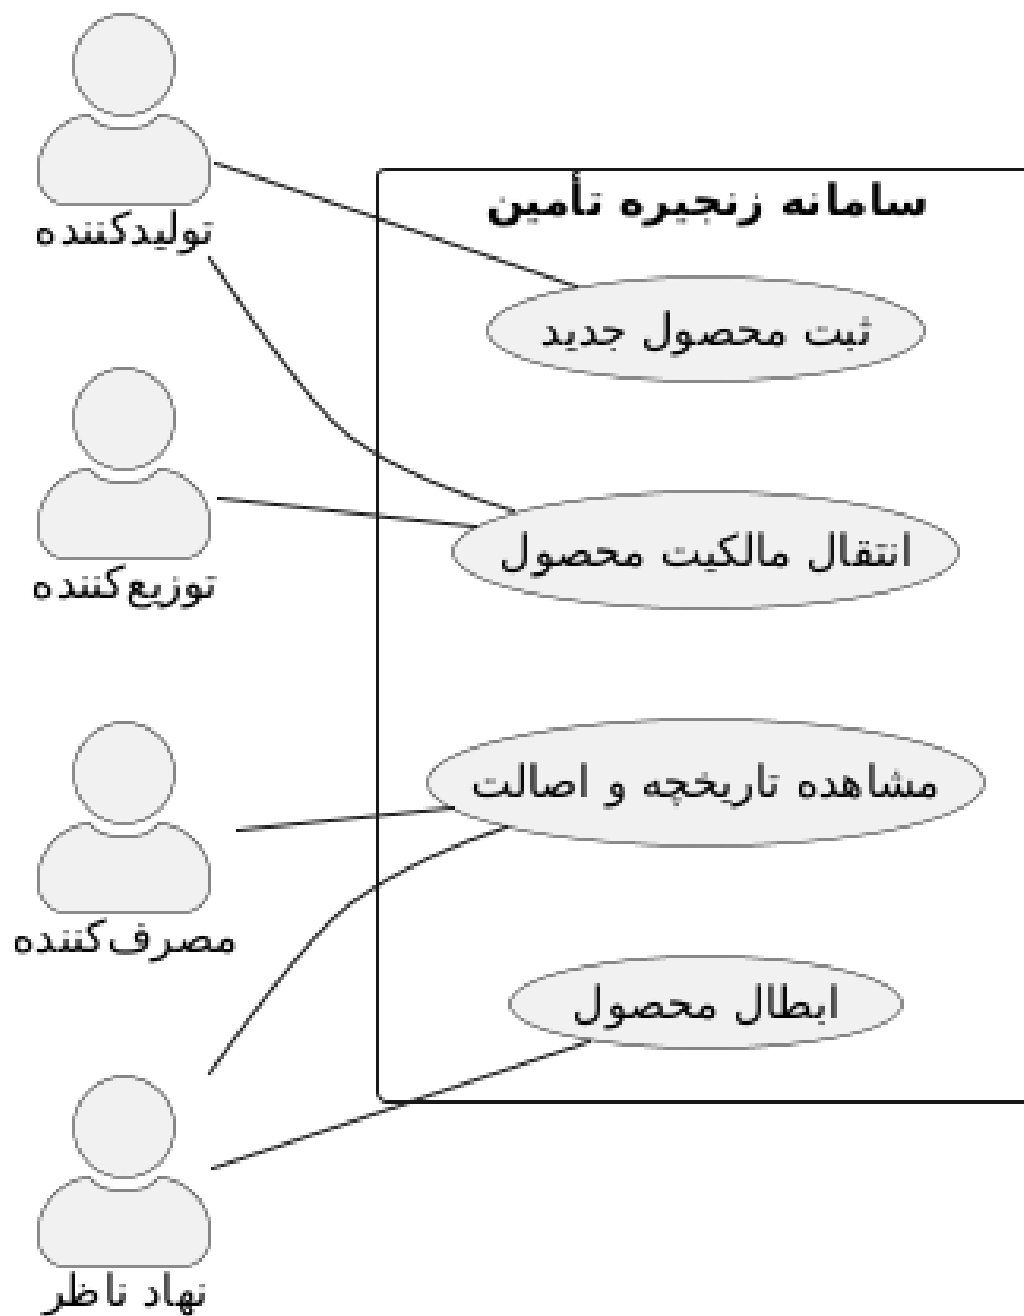 سامانه زنجیره تأمین
تولیدکننده
ثبت محصول جدید
توزیع‌کننده
انتقال مالکیت محصول
مصرف‌کننده
مشاهده تاریخچه و اصالت
نهاد ناظر
ابطال محصول